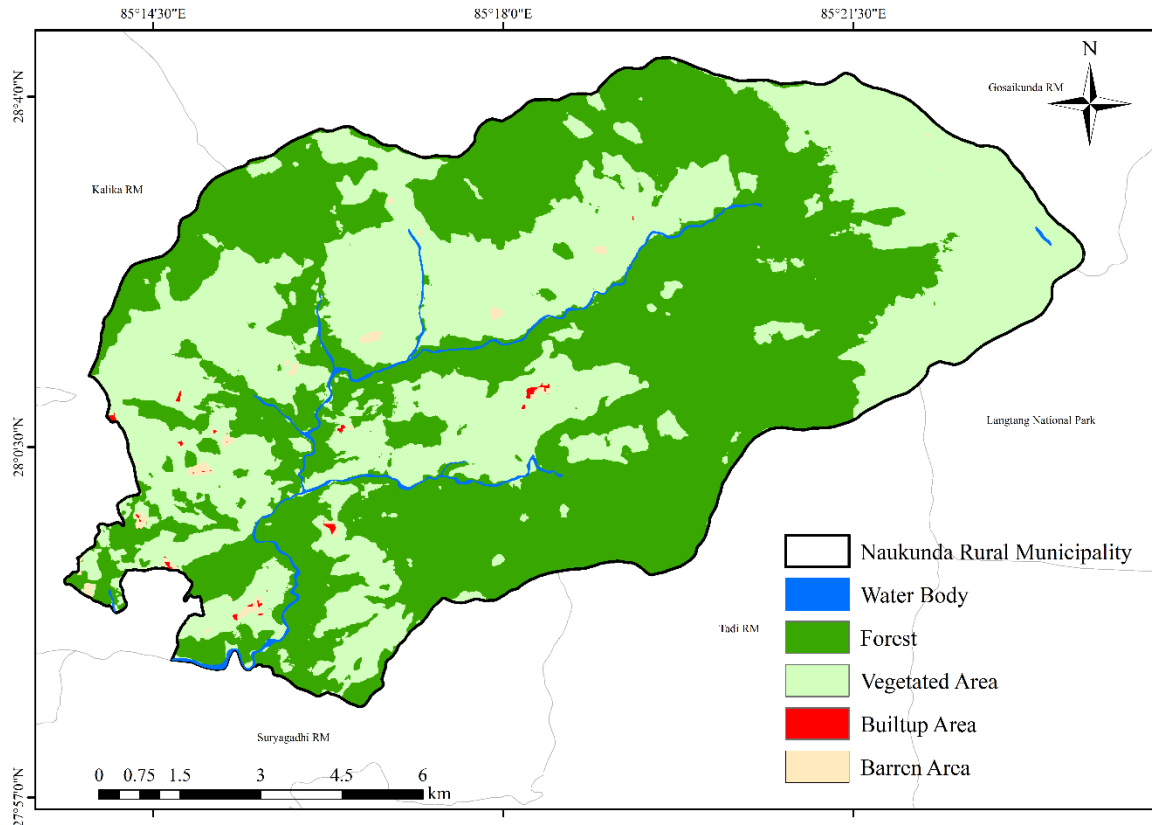 85°14'30"E
85°18'0"E
85°21'30"E
28°4'0"N
N
Gosaikunda RM
Kalika RM
28°0'30"N
Langtang National Park
Naukunda Rural Municipality
Water Body
Forest
Tadi RM
Vegetated Area
Builtup Area
Suryagadhi RM
Barren Area
0 0.75 1.5 3 4.5 6
km
27°57'0"N